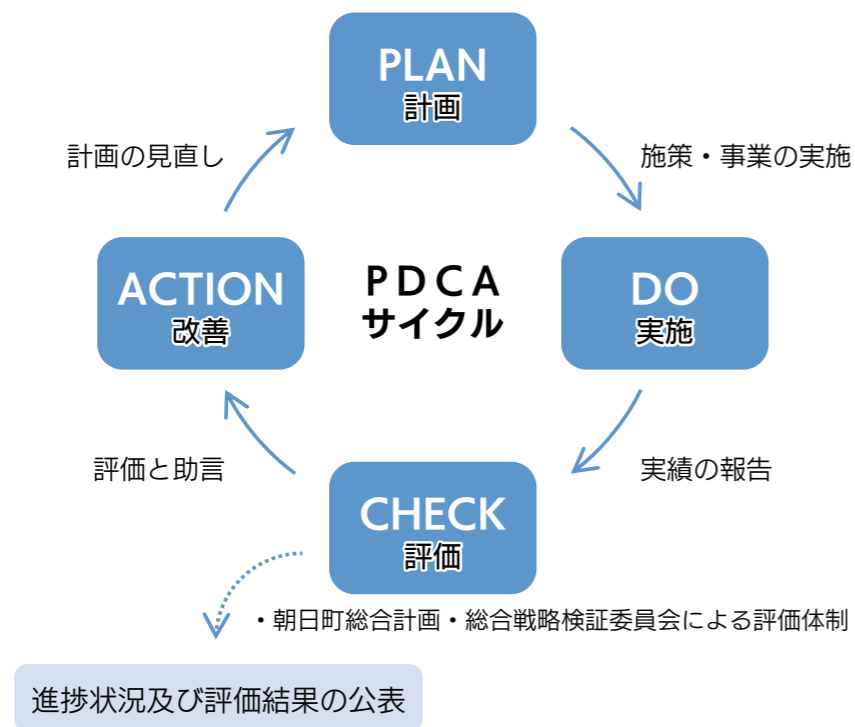 PLAN
計画
計画の見直し
施策・事業の実施
ACTION
改善
PDCA
サイクル
DO
実施
評価と助言
実績の報告
CHECK
評価
・朝日町総合計画・総合戦略検証委員会による評価体制
進捗状況及び評価結果の公表